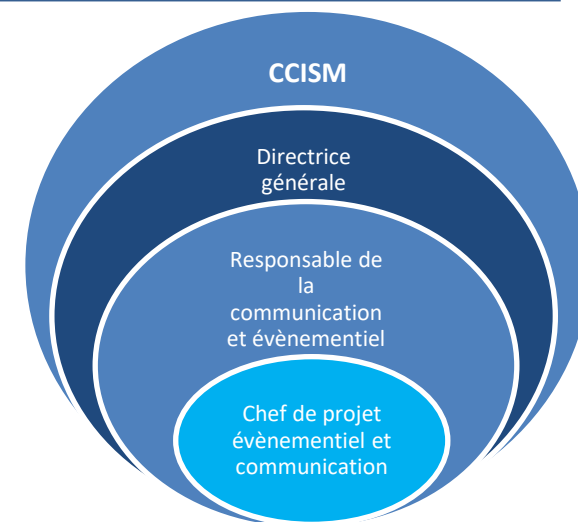 CCISM
Directrice
générale
Responsable de
la
communication
et évènementiel
Chef de projet
évènementiel et
communication